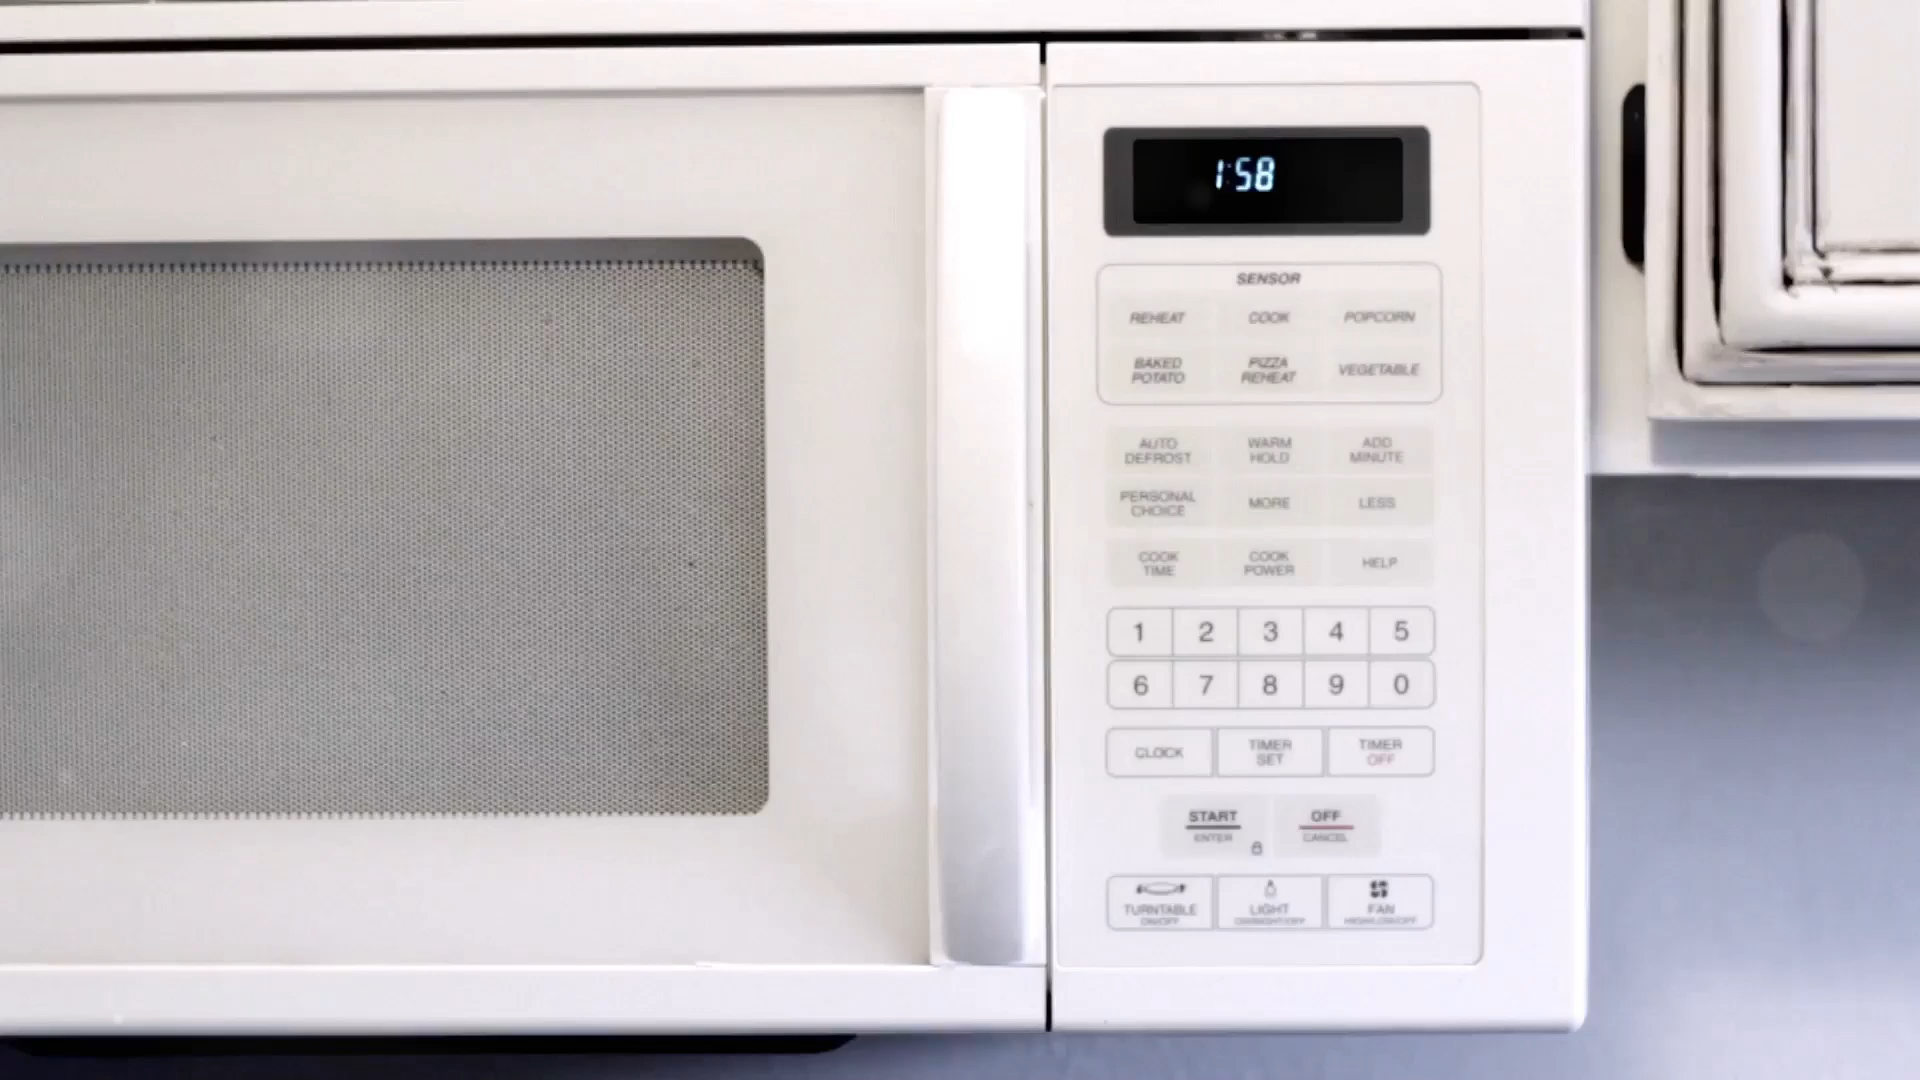 1:58
SENSOR
REHEAT COOK POPCORN
BAKED POTATO PIZZA REHEAT VEGETABLE
AUTO DEFROST WARM HOLD ADD MINUTE
PERSONAL CHOICE MORE LESS
COOK TIME COOK POWER HELP
1 2 3 4 5
6 7 8 9 0
CLOCK TIMER SET TIMER OFF
START OFF
ENTER CANCEL
TURNTABLE LIGHT FAN
ON/OFF